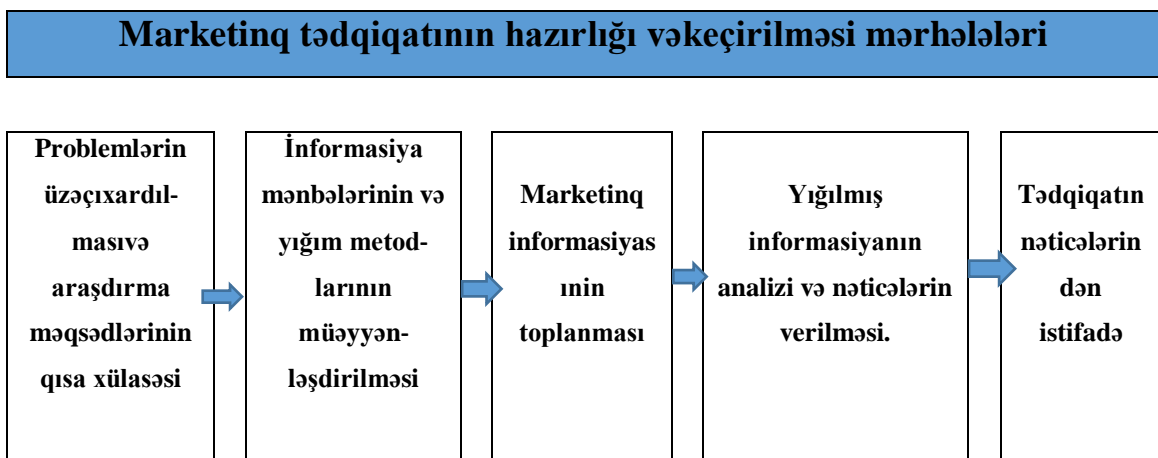 Marketinq tədqiqatının hazırlığı vəkeçirilməsi mərhələləri
Problemlərin
üzəçıxardıl-
masıvə
araşdırma
məqsədlərinin
qısa xülasəsi
İnformasiya
mənbələrinin və
yığım metod-
larının
müəyyən-
ləşdirilməsi
Marketinq
informasiyas
ınin
toplanması
Yığılmış
informasiyanın
analizi və nəticələrin
verilməsi.
Tədqiqatın
nəticələrin
dən
istifadə